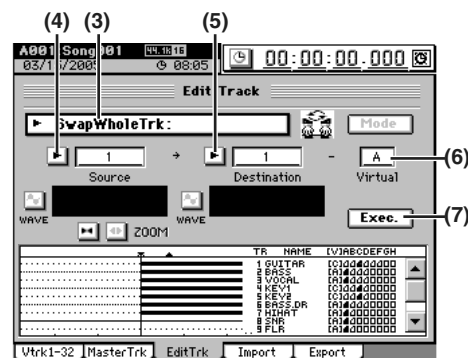 (4) (3) (5)
A001 Song001 44.1K 16
03/15/2005 08:05 00:00:00.000
Edit Track
SwapWholeTrk: Mode
1 → 1 - A (6)
Source Destination Virtual
WAVE WAVE Exec. (7)
ZOOM
TR NAME [V]ABCDEFGH
1 GUITAR [C]
2 BASS [A]
3 VOCAL [A]
4 KEY1 [C]
5 KEY2 [C]
6 BASS.DR [A]
7 HIHAT [A]
8 SNR [A]
9 FLR [A]
Vtrk1-32 MasterTrk EditTrk Import Export